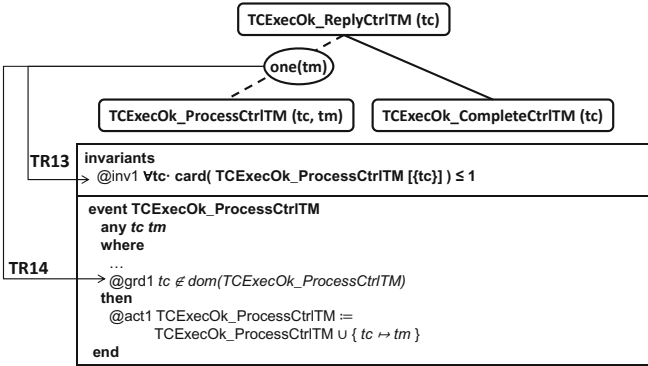 TCExecOk_ReplyCtrlTM (tc)
one(tm)
TCExecOk_ProcessCtrlTM (tc, tm)
TCExecOk_CompleteCtrlTM (tc)
TR13
invariants
@inv1 ∀tc· card( TCExecOk_ProcessCtrlTM [{tc}] ) ≤ 1
event TCExecOk_ProcessCtrlTM
any tc tm
where
...
TR14
@grd1 tc ∉ dom(TCExecOk_ProcessCtrlTM)
then
@act1 TCExecOk_ProcessCtrlTM ≔
TCExecOk_ProcessCtrlTM ∪ { tc ↦ tm }
end